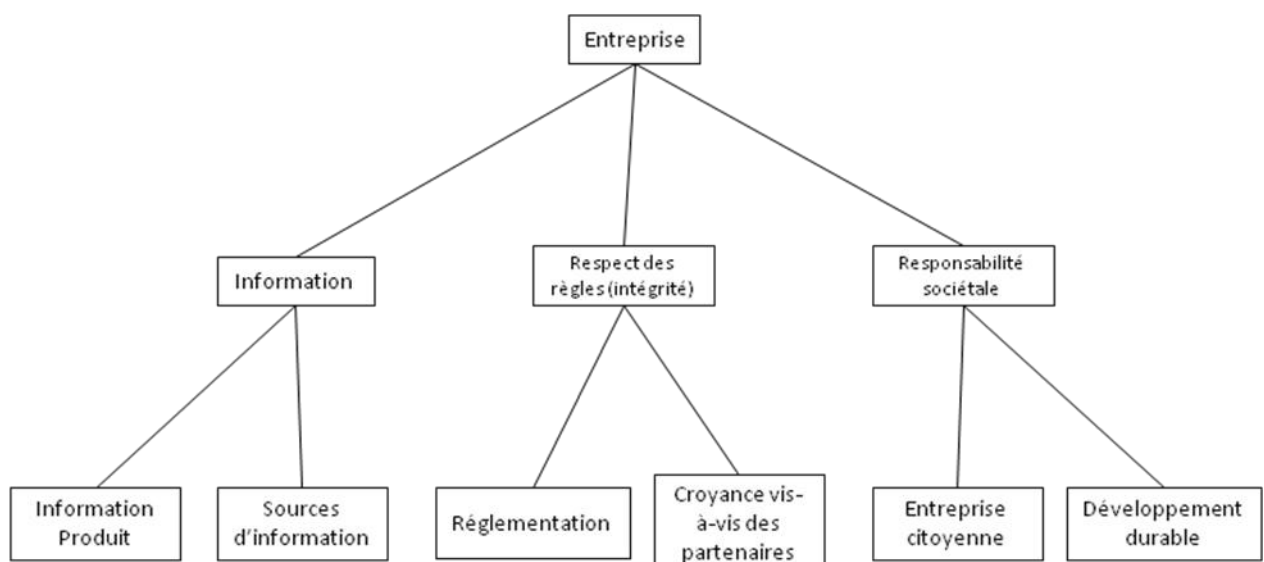 Entreprise
Information
Respect des
règles (intégrité)
Responsabilité
sociétale
Information
Produit
Sources
d'information
Réglementation
Croyance vis-
à-vis des
partenaires
Entreprise
citoyenne
Développement
durable